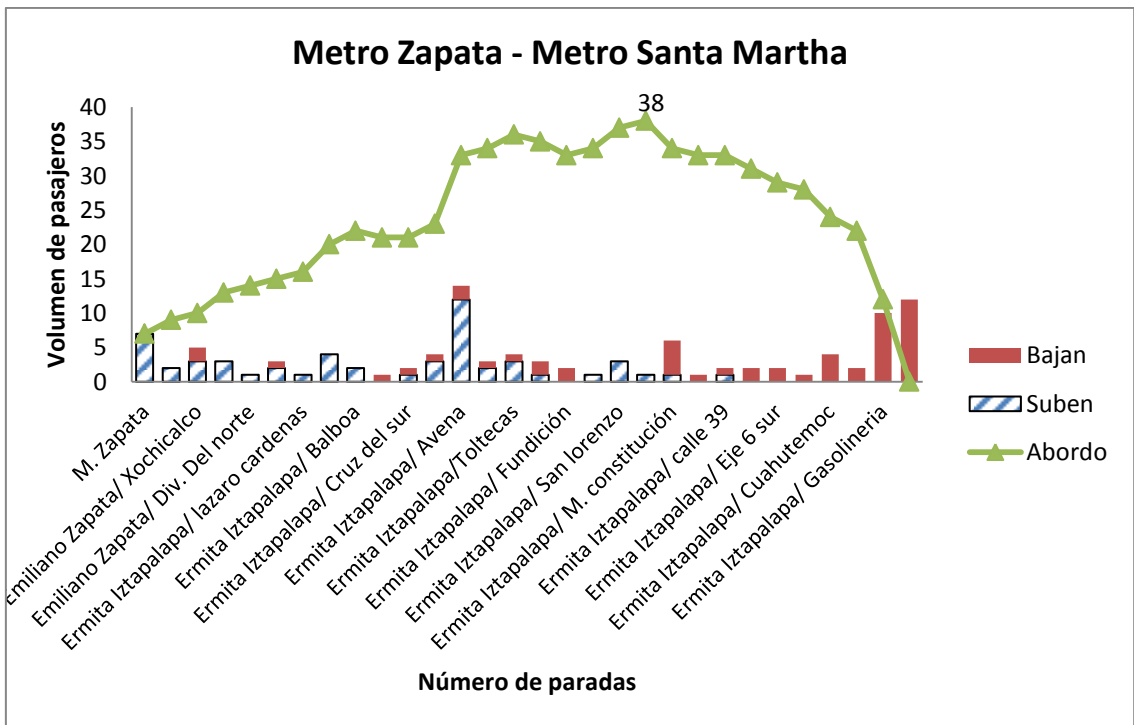 Metro Zapata - Metro Santa Martha
Volumen de pasajeros
40
35
30
25
20
15
10
5
0
38
M. Zapata
Emiliano Zapata/ Xochicalco
Emiliano Zapata/ Div. Del norte
Ermita Iztapalapa/ lazaro cardenas
Ermita Iztapalapa/ Balboa
Ermita Iztapalapa/ Cruz del sur
Ermita Iztapalapa/ Avena
Ermita Iztapalapa/Toltecas
Ermita Iztapalapa/ Fundición
Ermita Iztapalapa/ San lorenzo
Ermita Iztapalapa/ M. constitución
Ermita Iztapalapa/ calle 39
Ermita Iztapalapa/ Eje 6 sur
Ermita Iztapalapa/ Cuahutemoc
Ermita Iztapalapa/ Gasolineria
Número de paradas
Bajan
Suben
Abordo